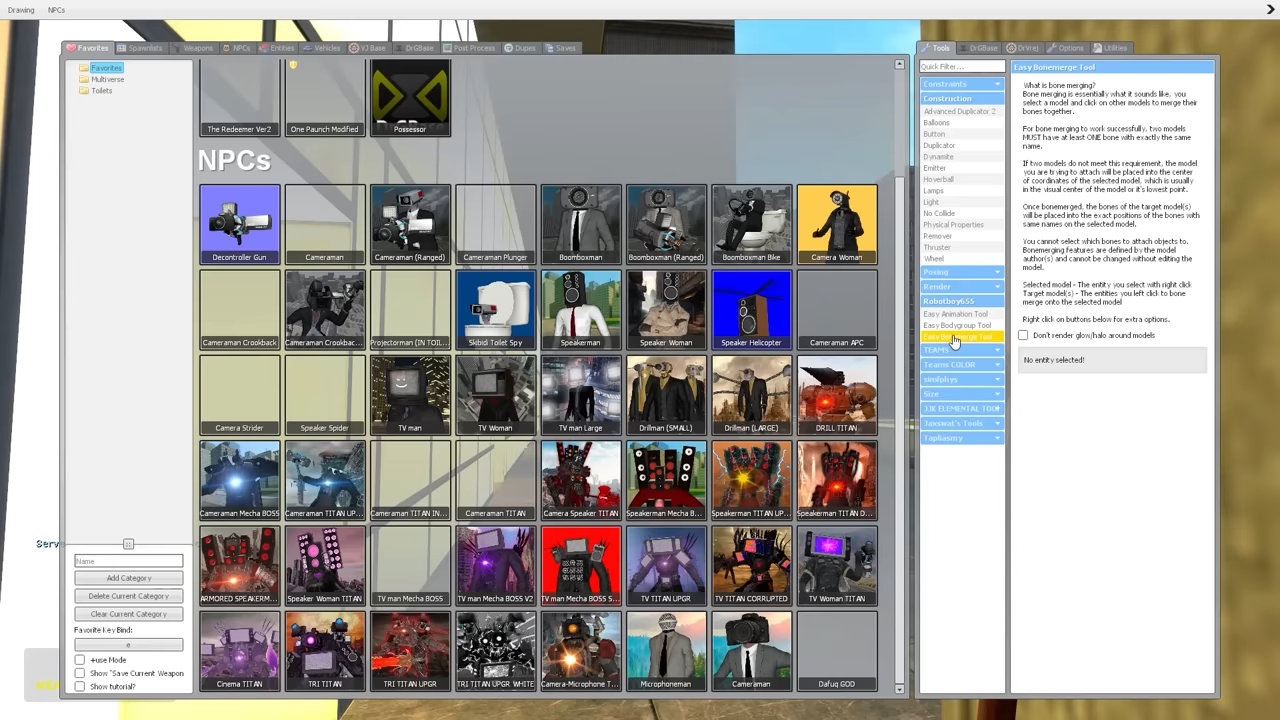 Drawing NPCs
Favorites Spawnlists Weapons NPCs Entities Vehicles VJ Base DrGBase Post Process Dupes Saves
Favorites
Multiverse
Toilets
The Redeemer Ver2 One Paunch Modified Possessor
NPCs
Decontroller Gun Cameraman Cameraman (Ranged) Cameraman Plunger Boomboxman Boomboxman (Ranged) Boomboxman Bike Camera Woman
Cameraman Crookback Cameraman Crookbac... Projectorman (IN TOIL... Skibidi Toilet Spy Speakerman Speaker Woman Speaker Helicopter Cameraman APC
Camera Strider Speaker Spider TV man TV Woman TV man Large Drillman (SMALL) Drillman (LARGE) DRILL TITAN
Cameraman Mecha BOSS Cameraman TITAN UP... Cameraman TITAN IN... Cameraman TITAN Camera Speaker TITAN Speakerman Mecha B... Speakerman TITAN UP... Speakerman TITAN D...
ARMORED SPEAKERM... Speaker Woman TITAN TV man Mecha BOSS TV man Mecha BOSS V2 TV man Mecha BOSS S... TV TITAN UPGR TV TITAN CORRUPTED TV Woman TITAN
Cinema TITAN TRI TITAN TRI TITAN UPGR TRI TITAN UPGR WHITE Camera-Microphone T... Microphoneman Cameraman Dafuq GOD
Serv
Name
Add Category
Delete Current Category
Clear Current Category
Favorite Key Bind:
e
+use Mode
Show "Save Current Weapon
Show tutorial?
Tools DrGBase DrVrej Options Utilities
Quick Filter...
Constraints
Construction
Advanced Duplicator 2
Balloons
Button
Duplicator
Dynamite
Emitter
Hoverball
Lamps
Light
No Collide
Physical Properties
Remover
Thruster
Wheel
Posing
Render
Robotboy655
Easy Animation Tool
Easy Bodygroup Tool
Easy Bonemerge Tool
TEAMS
Teams COLOR
simfphys
Size
JJE ELEMENTAL TOO
Janswat's Tools
Tapliasmy
Easy Bonemerge Tool
What is bone merging?
Bone merging is essentially what it sounds like, you
select a model and click on other models to merge their
bones together.
For bone merging to work successfully, two models
MUST have at least ONE bone with exactly the same
name.
If two models do not meet this requirement, the model
you are trying to attach will be placed into the center
of coordinates of the selected model, which is usually
in the visual center of the model or it's lowest point.
Once bonemerged, the bones of the target model(s)
will be placed into the exact positions of the bones with
same names on the selected model.
You cannot select which bones to attach objects to.
Bonemerging features are defined by the model
author(s) and cannot be changed without editing the
model.
Selected model - The entity you select with right click
Target model(s) - The entities you left click to bone
merge onto the selected model
Right click on buttons below for extra options.
Don't render glow/halo around models
No entity selected!